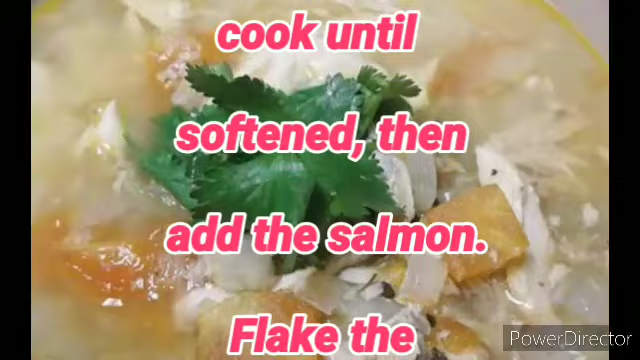 cook until
softened, then
add the salmon.
Flake the
PowerDirector